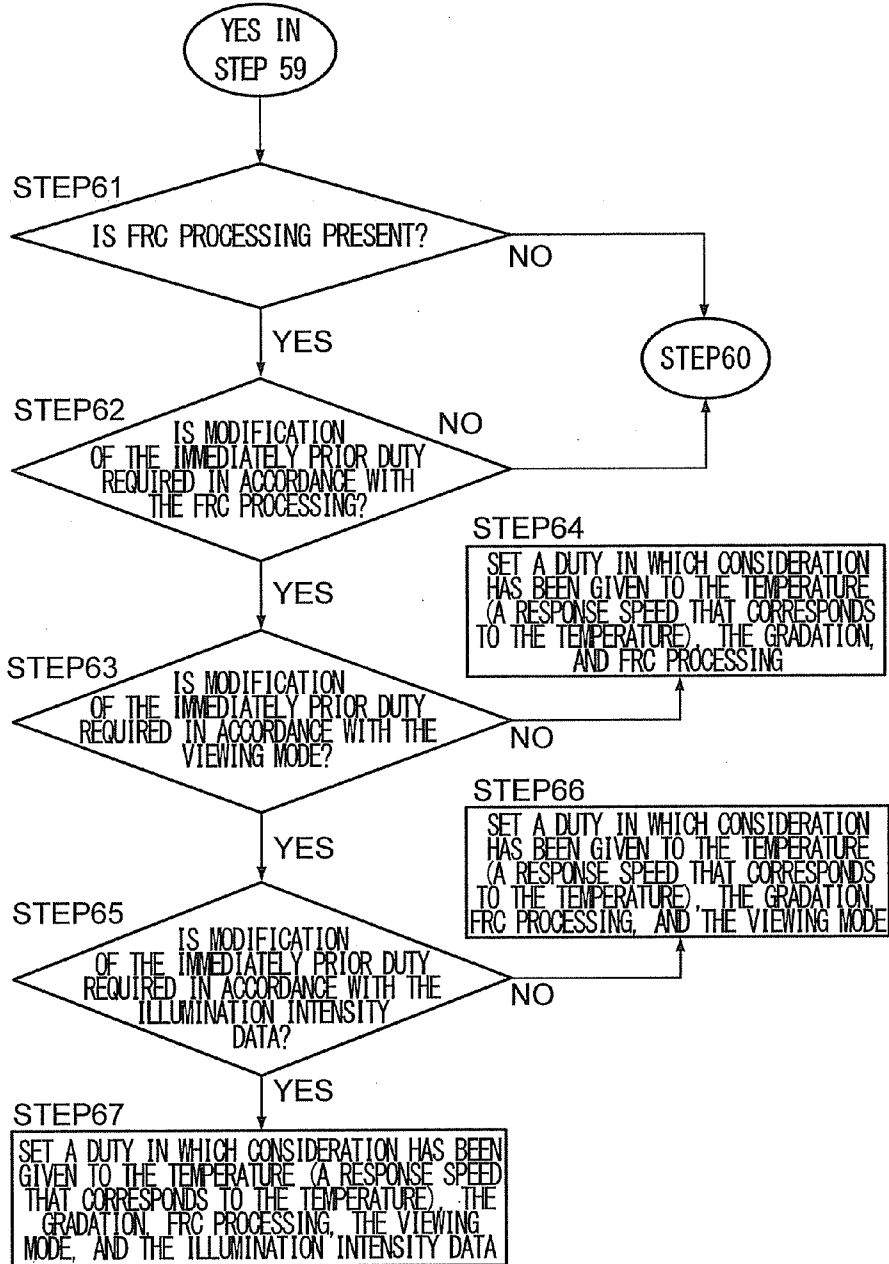 YES IN
STEP 59
STEP61
IS FRC PROCESSING PRESENT?
NO
YES
STEP60
STEP62
IS MODIFICATION
OF THE IMMEDIATELY PRIOR DUTY
REQUIRED IN ACCORDANCE WITH
THE FRC PROCESSING?
NO
YES
STEP64
SET A DUTY IN WHICH CONSIDERATION
HAS BEEN GIVEN TO THE TEMPERATURE
(A RESPONSE SPEED THAT CORRESPONDS
TO THE TEMPERATURE), THE GRADATION,
AND FRC PROCESSING
STEP63
IS MODIFICATION
OF THE IMMEDIATELY PRIOR DUTY
REQUIRED IN ACCORDANCE WITH THE
VIEWING MODE?
NO
YES
STEP66
SET A DUTY IN WHICH CONSIDERATION
HAS BEEN GIVEN TO THE TEMPERATURE
(A RESPONSE SPEED THAT CORRESPONDS
TO THE TEMPERATURE), THE GRADATION,
FRC PROCESSING, AND THE VIEWING MODE
STEP65
IS MODIFICATION
OF THE IMMEDIATELY PRIOR DUTY
REQUIRED IN ACCORDANCE WITH THE
ILLUMINATION INTENSITY
DATA?
NO
YES
STEP67
SET A DUTY IN WHICH CONSIDERATION HAS BEEN
GIVEN TO THE TEMPERATURE (A RESPONSE SPEED
THAT CORRESPONDS TO THE TEMPERATURE), THE
GRADATION, FRC PROCESSING, THE VIEWING
MODE, AND THE ILLUMINATION INTENSITY DATA